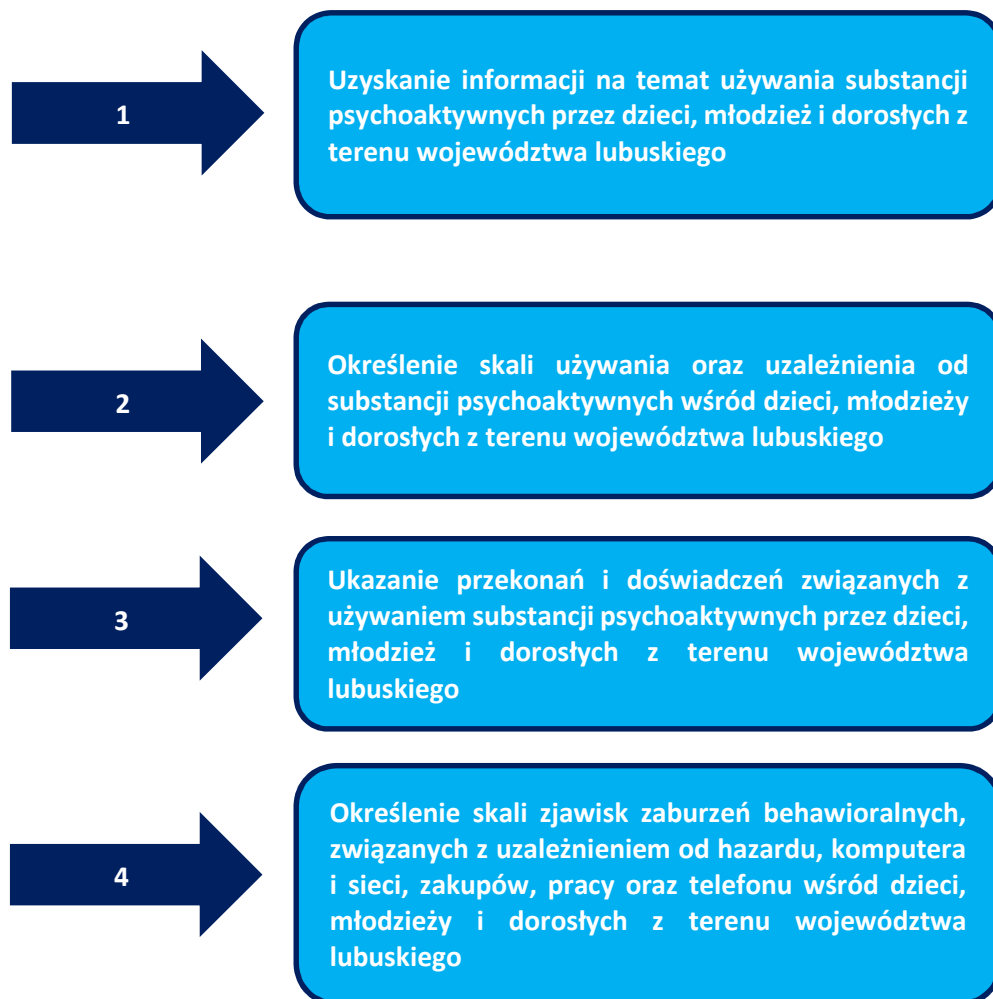 1
Uzyskanie informacji na temat używania substancji
psychoaktywnych przez dzieci, młodzież i dorosłych z
terenu województwa lubuskiego
2
Określenie skali używania oraz uzależnienia od
substancji psychoaktywnych wśród dzieci, młodzieży
i dorosłych z terenu województwa lubuskiego
3
Ukazanie przekonań i doświadczeń związanych z
używaniem substancji psychoaktywnych przez dzieci,
młodzież i dorosłych z terenu województwa
lubuskiego
4
Określenie skali zjawisk zaburzeń behawioralnych,
związanych z uzależnieniem od hazardu, komputera
i sieci, zakupów, pracy oraz telefonu wśród dzieci,
młodzieży i dorosłych z terenu województwa
lubuskiego